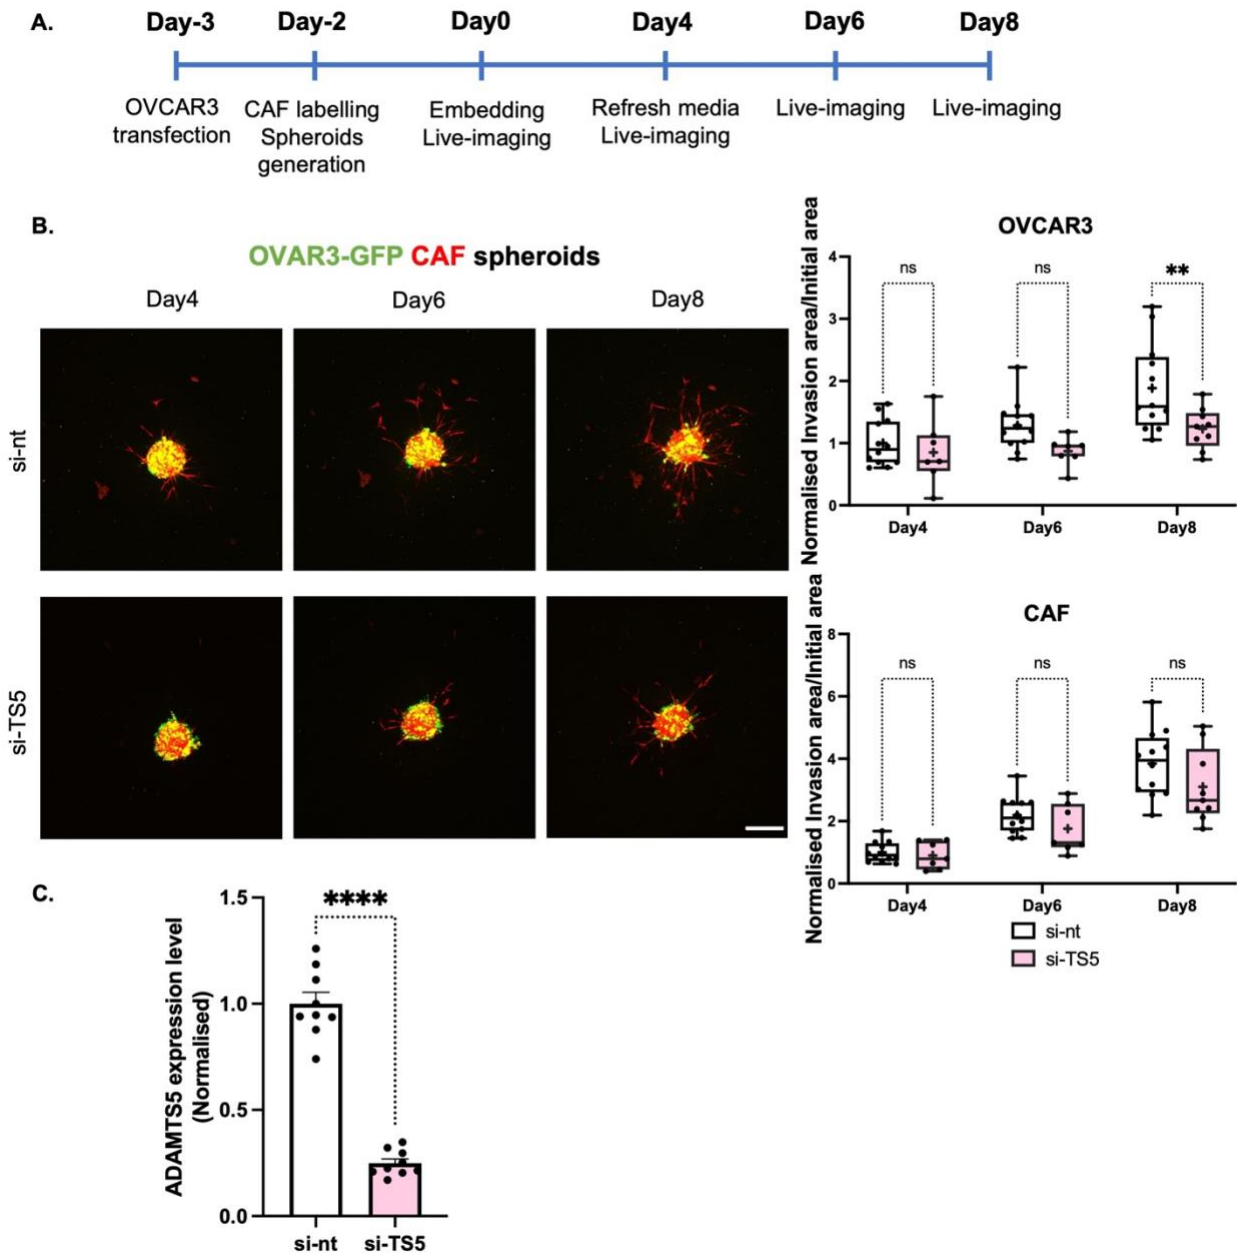 A.
Day-3 Day-2 Day0 Day4 Day6 Day8
OVCAR3 transfection
CAF labelling Spheroids generation
Embedding Live-imaging
Refresh media Live-imaging
Live-imaging
Live-imaging
B.
OVAR3-GFP CAF spheroids
Day4 Day6 Day8
si-nt
si-TS5
OVCAR3
Normalised Invasion area/Initial area
4
3
2
1
0
ns ns **
Day4 Day6 Day8
CAF
Normalised Invasion area/Initial area
8
6
4
2
0
ns ns ns
Day4 Day6 Day8
si-nt
si-TS5
C.
ADAMTS5 expression level
(Normalised)
1.5
1.0
0.5
0.0
****
si-nt si-TS5